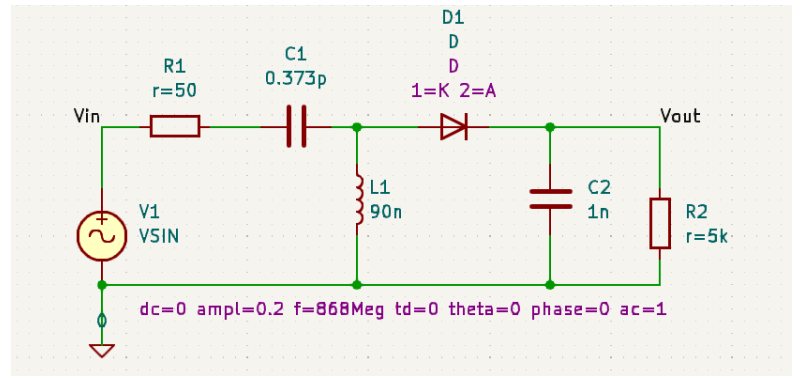 D1
D
D
1=K 2=A
C1
0.373p
R1
r=50
Vin
Vout
L1
90n
C2
1n
R2
r=5k
V1
VSIN
dc=0 ampl=0.2 f=868Meg td=0 theta=0 phase=0 ac=1
0